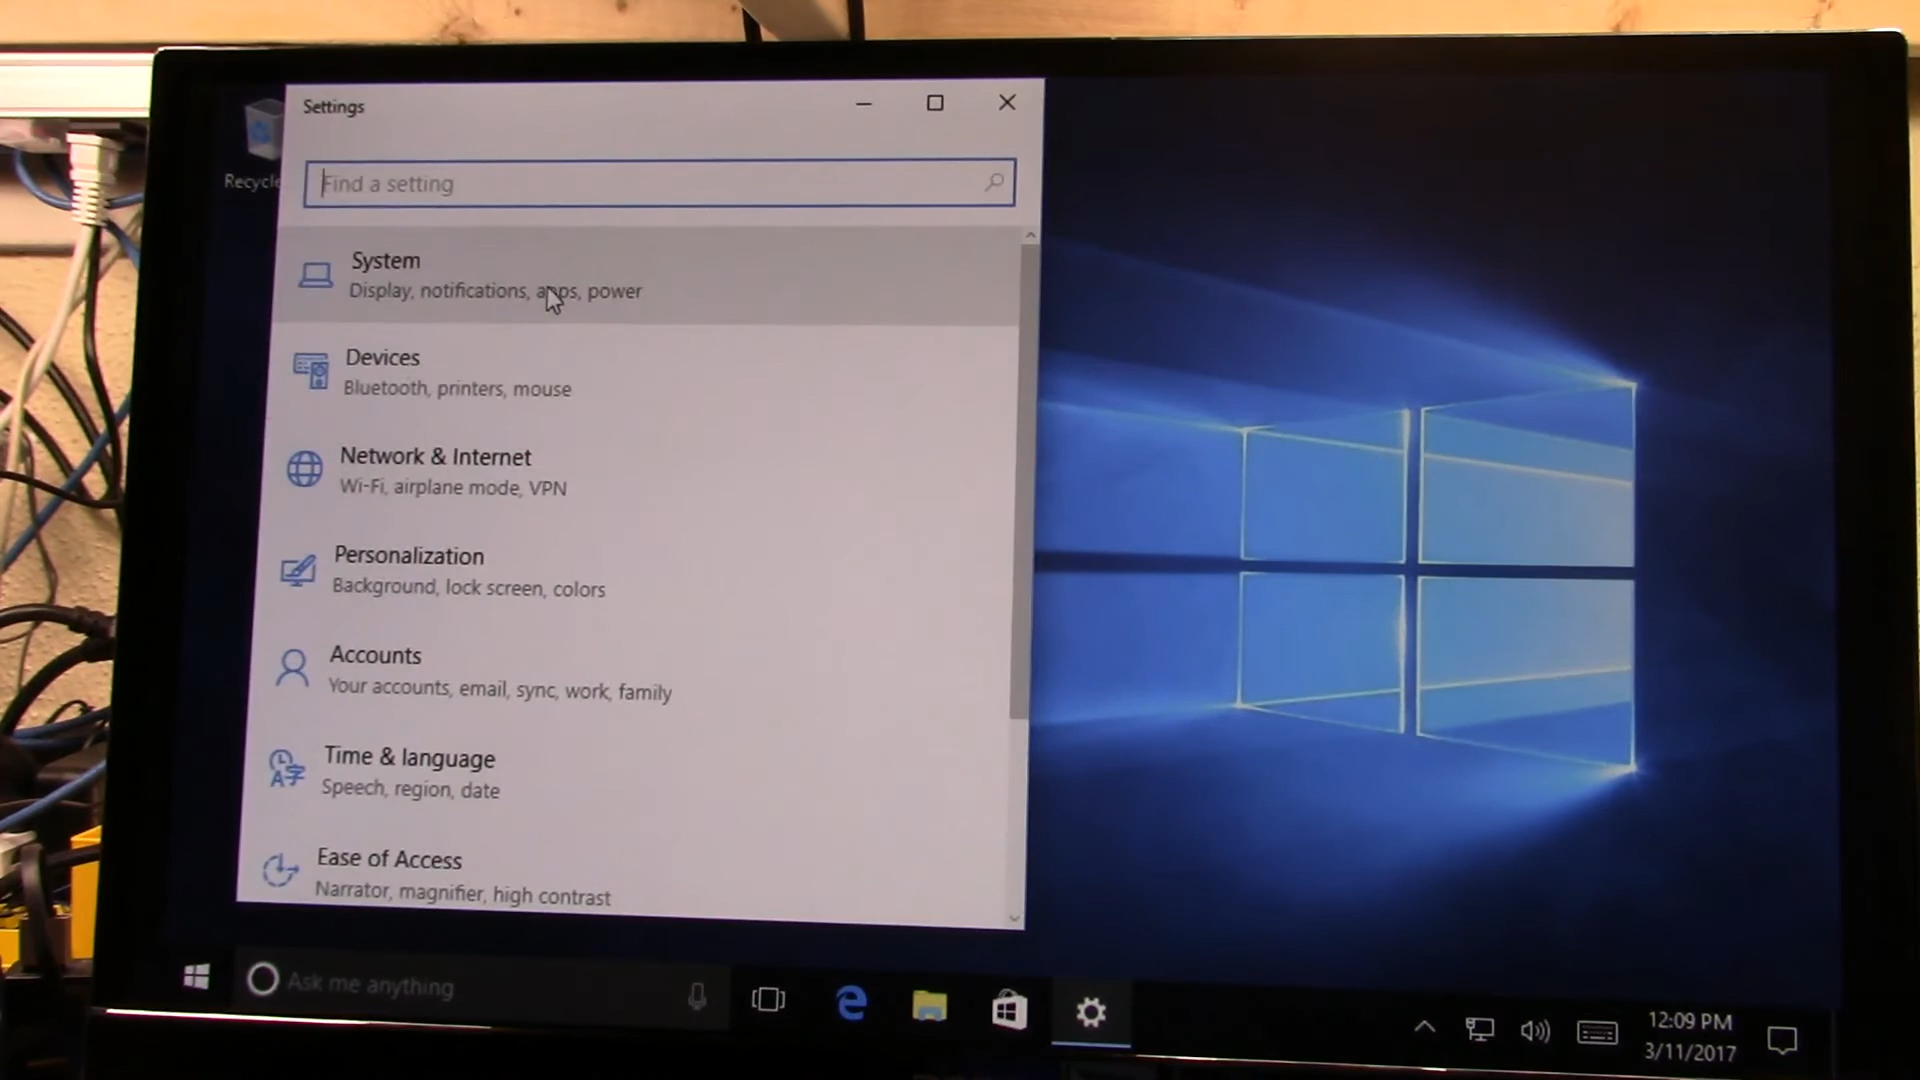 Settings
Recycle
Find a setting
System
Display, notifications, apps, power
Devices
Bluetooth, printers, mouse
Network & Internet
Wi-Fi, airplane mode, VPN
Personalization
Background, lock screen, colors
Accounts
Your accounts, email, sync, work, family
Time & language
Speech, region, date
Ease of Access
Narrator, magnifier, high contrast
Ask me anything
12:09 PM
3/11/2017